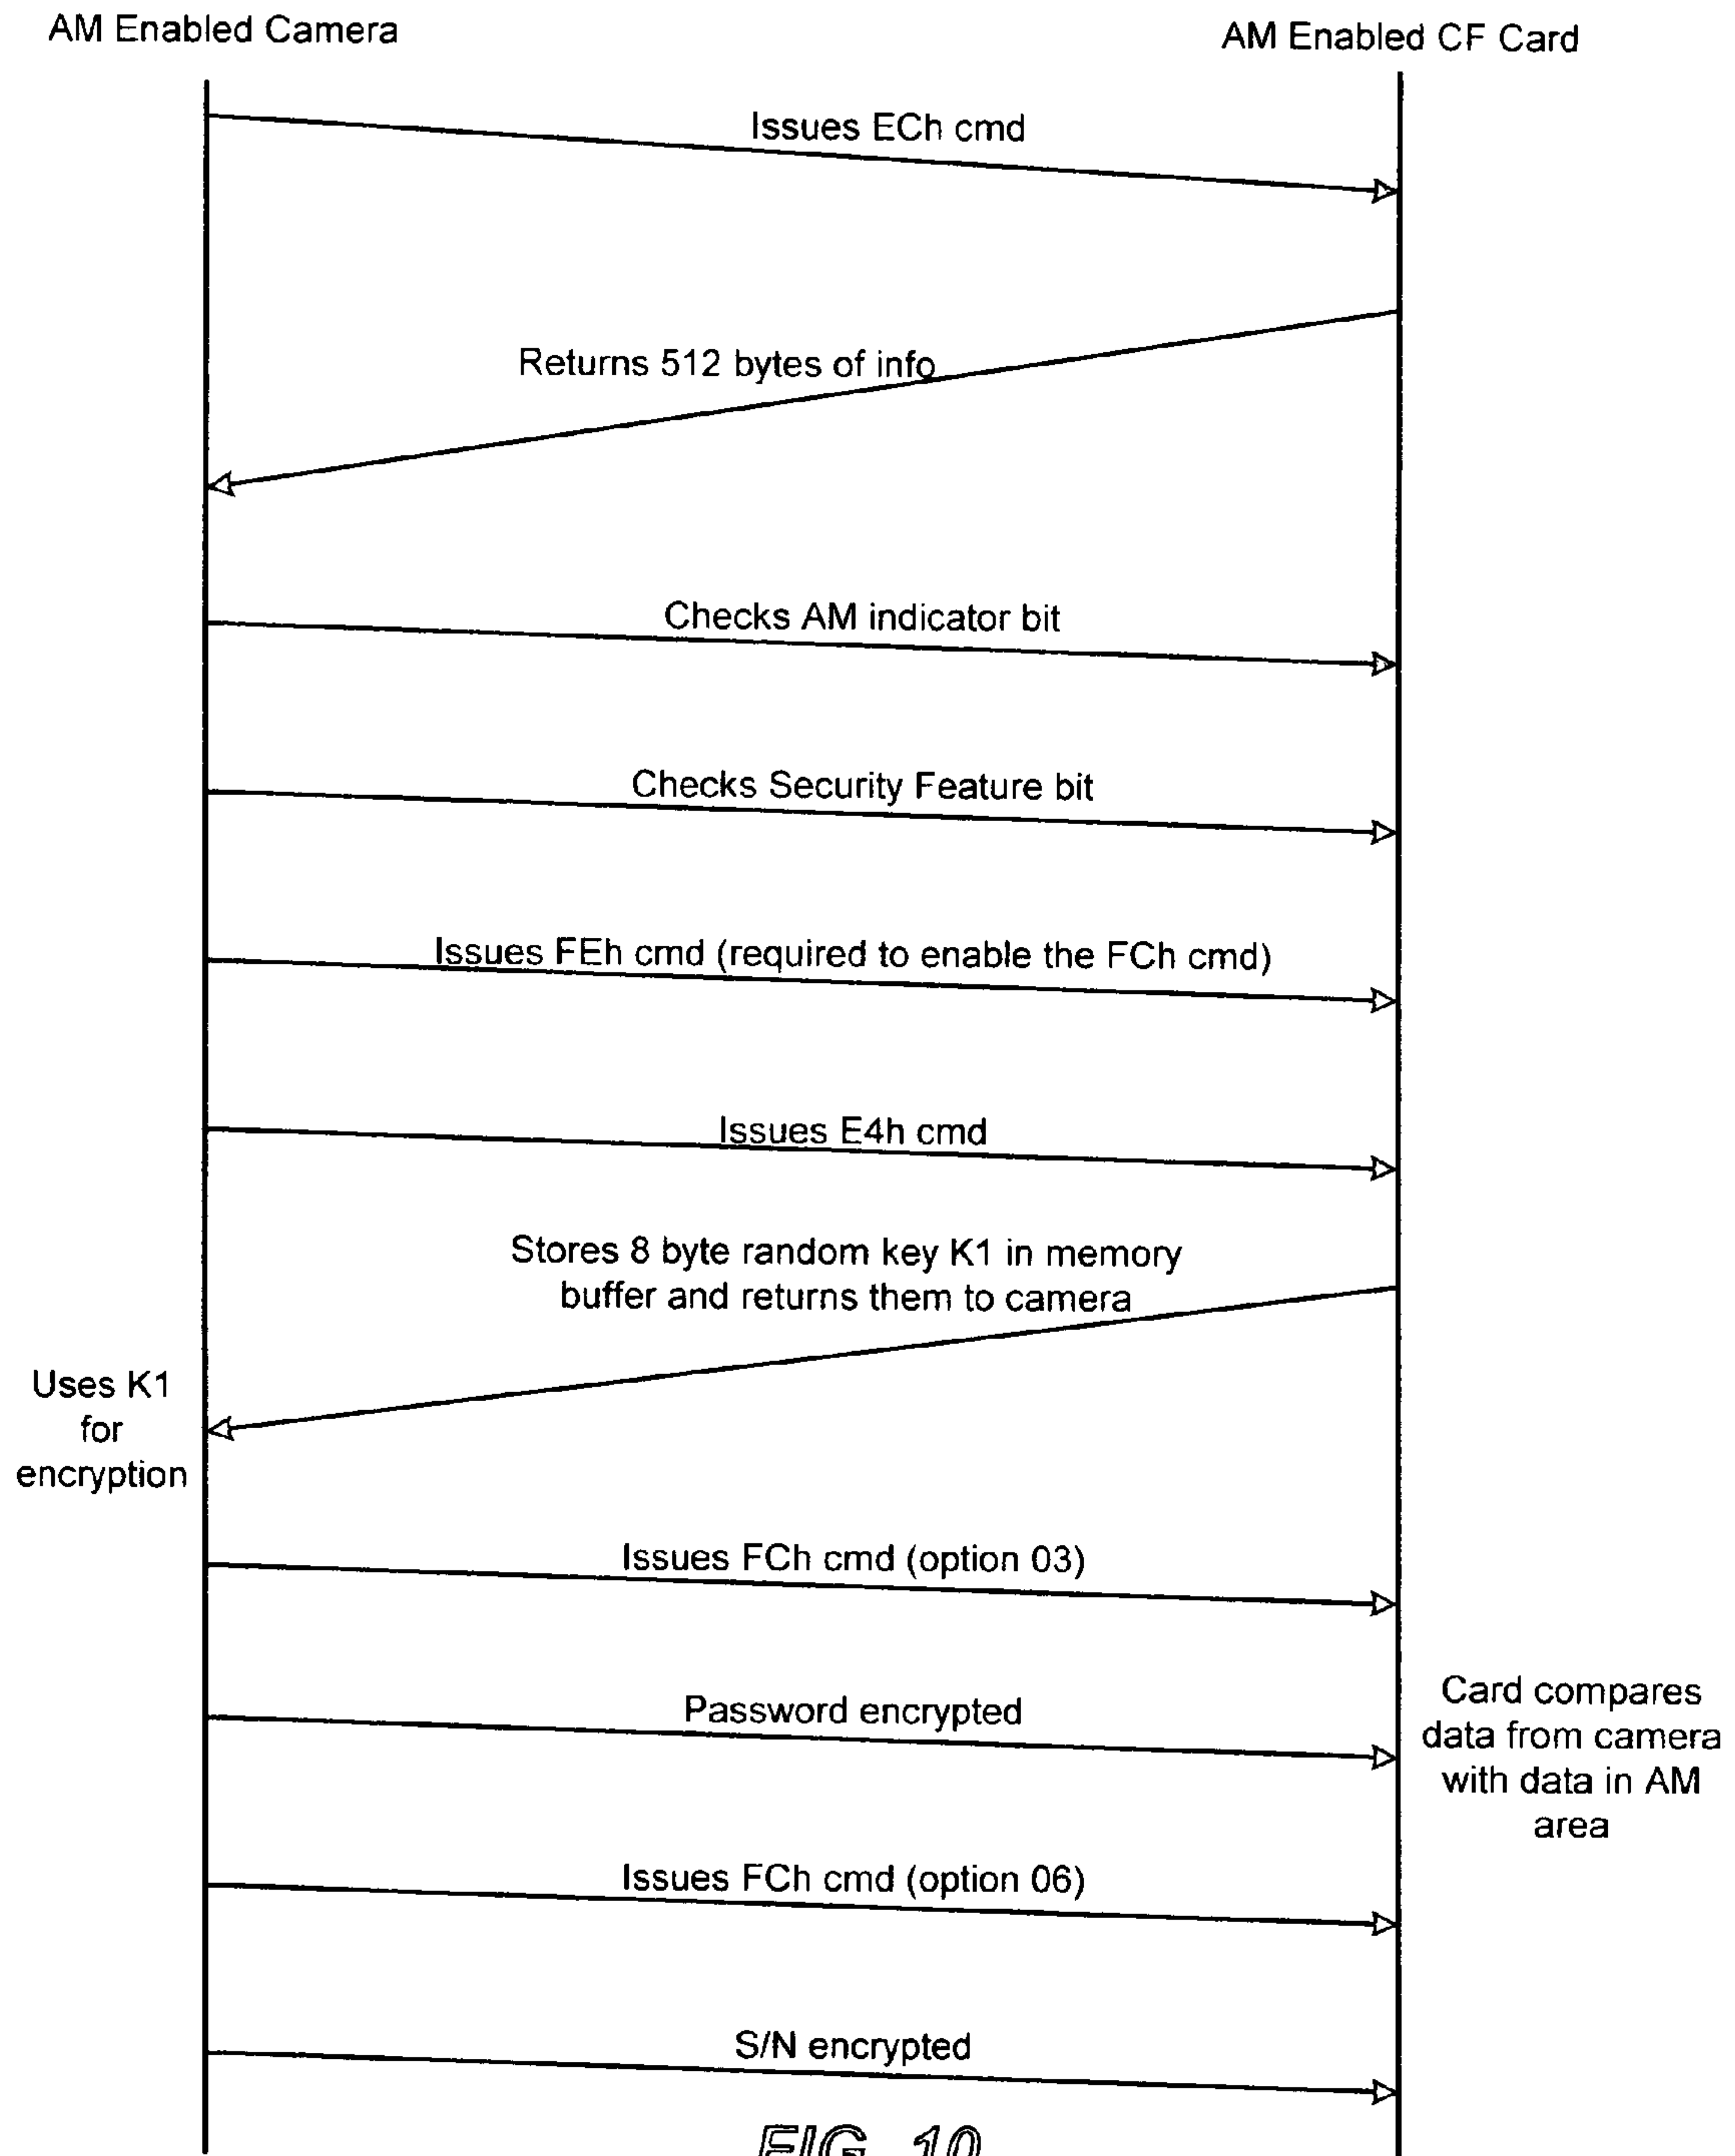 AM Enabled Camera
AM Enabled CF Card
Issues ECh cmd
Returns 512 bytes of info
Checks AM indicator bit
Checks Security Feature bit
Issues FEh cmd (required to enable the FCh cmd)
Issues E4h cmd
Stores 8 byte random key K1 in memory
buffer and returns them to camera
Uses K1
for
encryption
Issues FCh cmd (option 03)
Password encrypted
Card compares
data from camera
with data in AM
area
Issues FCh cmd (option 06)
S/N encrypted
FIG. 10